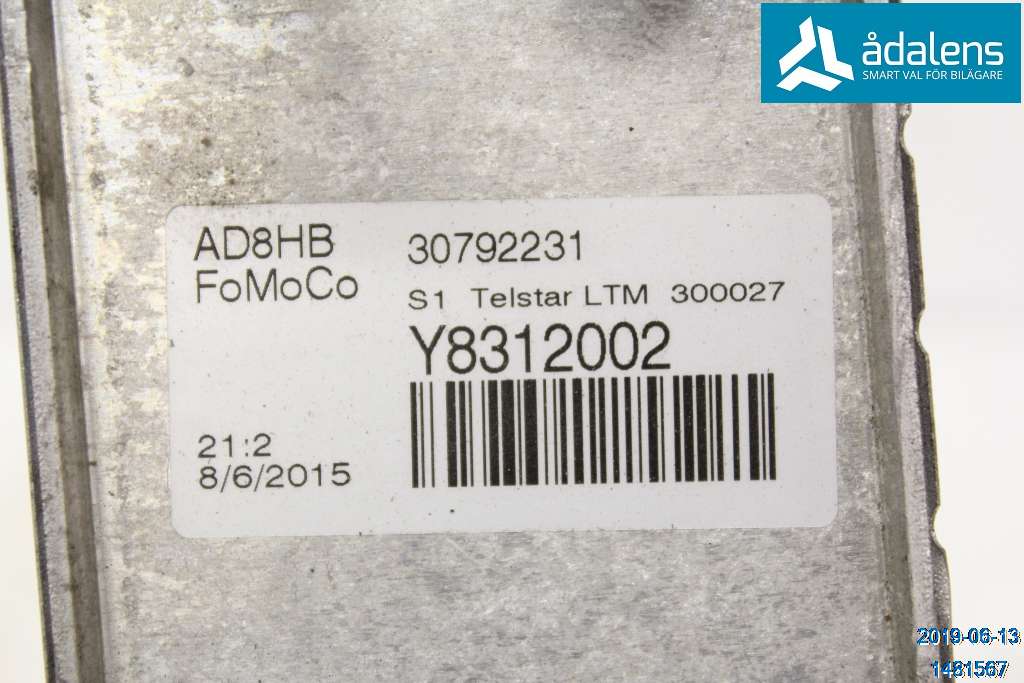 ådalens
SMART VAL FÖR BILÄGARE
AD8HB 30792231
FoMoCo S1 Telstar LTM 300027
Y8312002
21:2
8/6/2015
2019-06-13
1481567